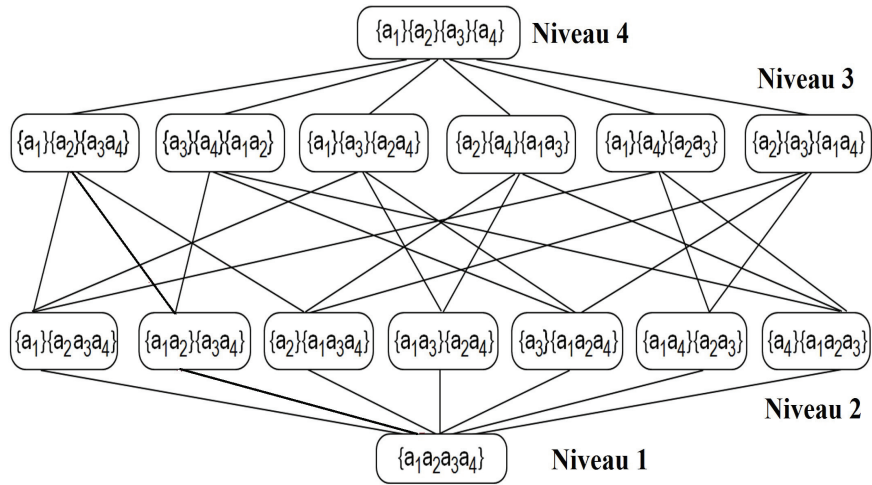 {a₁}{a₂}{a₃}{a₄} Niveau 4
Niveau 3
{a₁}{a₂}{a₃a₄} {a₃}{a₄}{a₁a₂} {a₁}{a₃}{a₂a₄} {a₂}{a₄}{a₁a₃} {a₁}{a₄}{a₂a₃} {a₂}{a₃}{a₁a₄}
{a₁}{a₂a₃a₄} {a₁a₂}{a₃a₄} {a₂}{a₁a₃a₄} {a₁a₃}{a₂a₄} {a₃}{a₁a₂a₄} {a₁a₄}{a₂a₃} {a₄}{a₁a₂a₃}
Niveau 2
{a₁a₂a₃a₄} Niveau 1